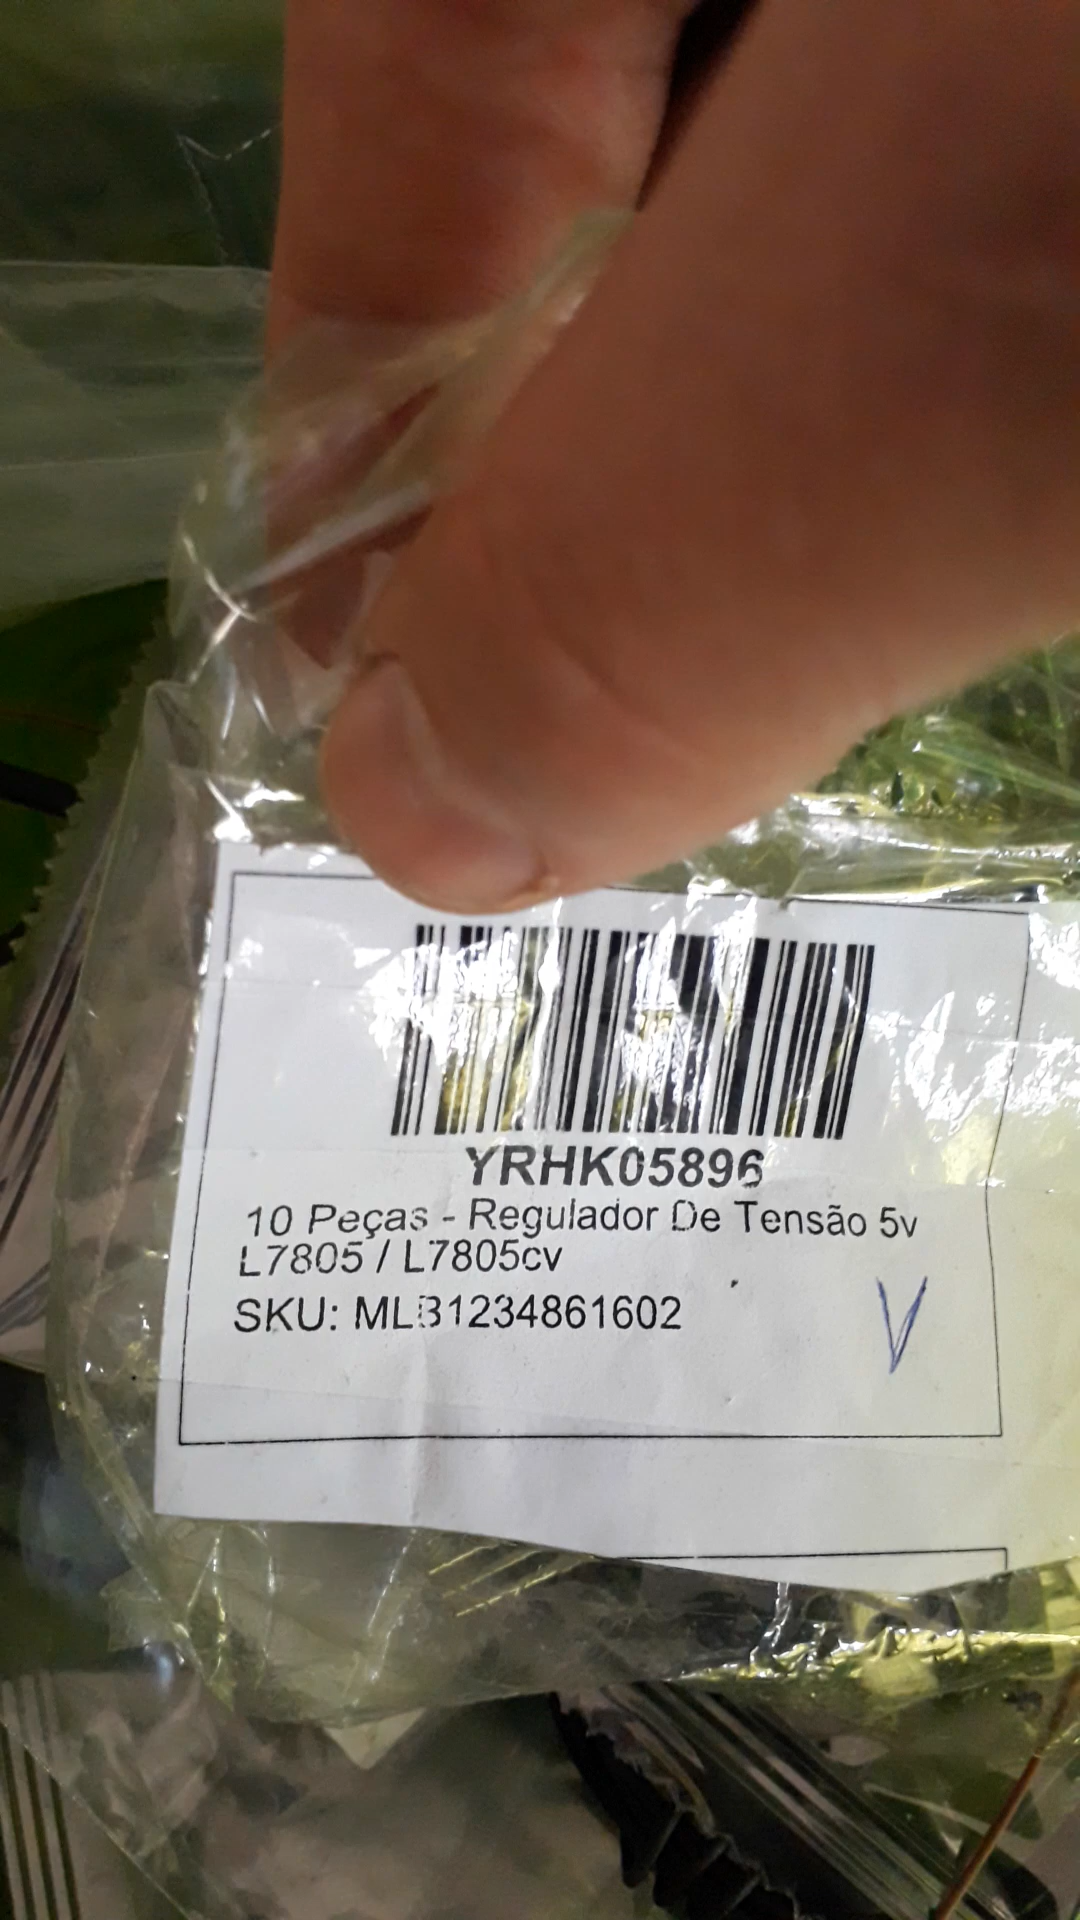 YRHK05896
10 Peças - Regulador De Tensão 5v
L7805 / L7805cv
SKU: MLB1234861602
V